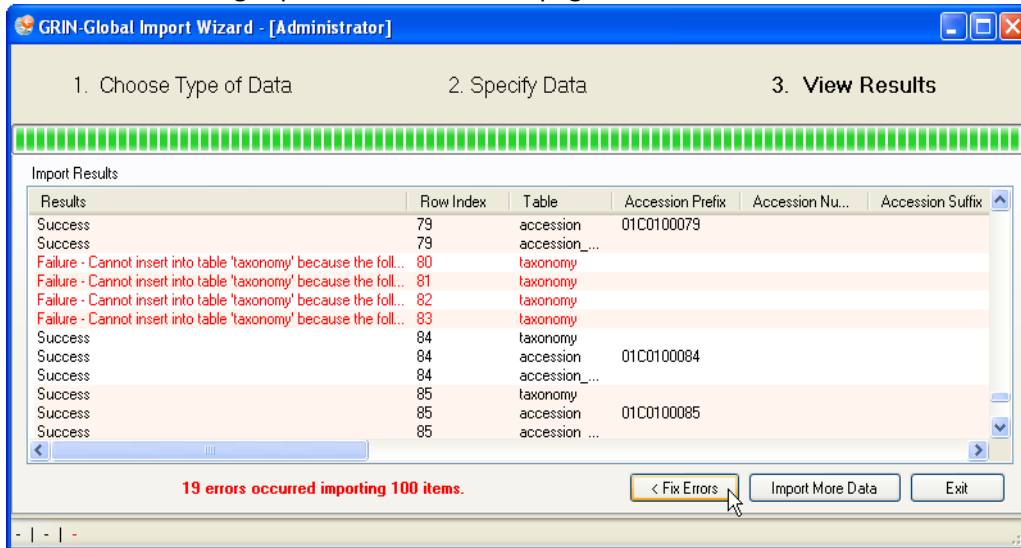 GRIN-Global Import Wizard - [Administrator]
1. Choose Type of Data 2. Specify Data 3. View Results
Import Results
Results Row Index Table Accession Prefix Accession Nu... Accession Suffix
Success 79 accession 01C0100079
Success 79 accession_...
Failure - Cannot insert into table 'taxonomy' because the foll... 80 taxonomy
Failure - Cannot insert into table 'taxonomy' because the foll... 81 taxonomy
Failure - Cannot insert into table 'taxonomy' because the foll... 82 taxonomy
Failure - Cannot insert into table 'taxonomy' because the foll... 83 taxonomy
Success 84 taxonomy
Success 84 accession 01C0100084
Success 84 accession_...
Success 85 taxonomy
Success 85 accession 01C0100085
Success 85 accession ...
19 errors occurred importing 100 items. < Fix Errors Import More Data Exit
- | - | -